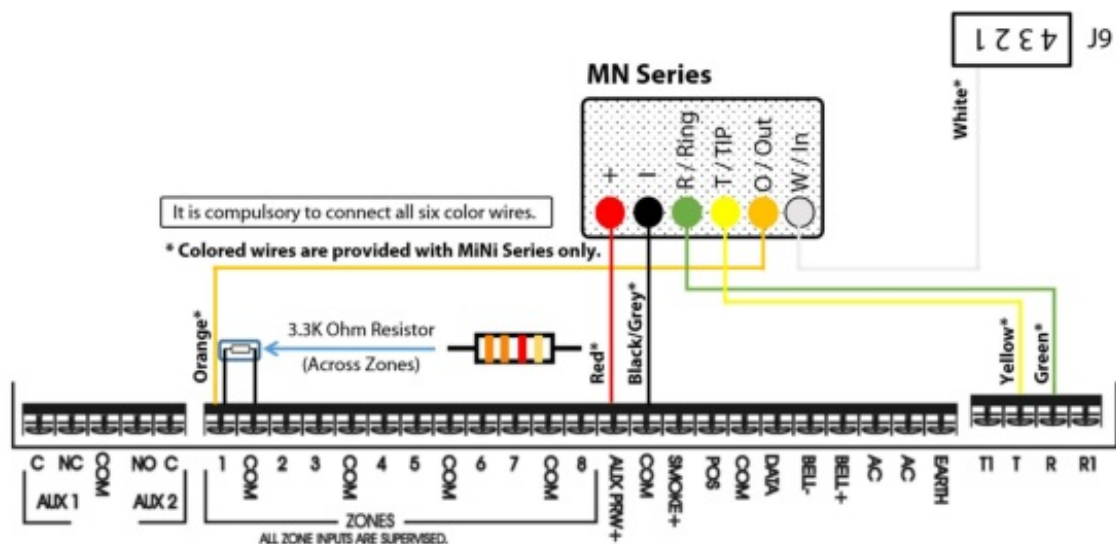 4 3 2 1 J9
MN Series
White*
+
I
R / Ring
T / TIP
O / Out
W / In
It is compulsory to connect all six color wires.
* Colored wires are provided with MiNi Series only.
Orange*
3.3K Ohm Resistor
(Across Zones)
Red*
Black/Grey*
Yellow*
Green*
C NC COM NO C 1 COM 2 3 COM 4 5 COM 6 7 COM 8 AUX PRW+ COM SMOKE+ POS COM DATA BELL- BELL+ AC AC EARTH T1 T R R1
AUX 1 AUX 2
ZONES
ALL ZONE INPUTS ARE SUPERVISED.